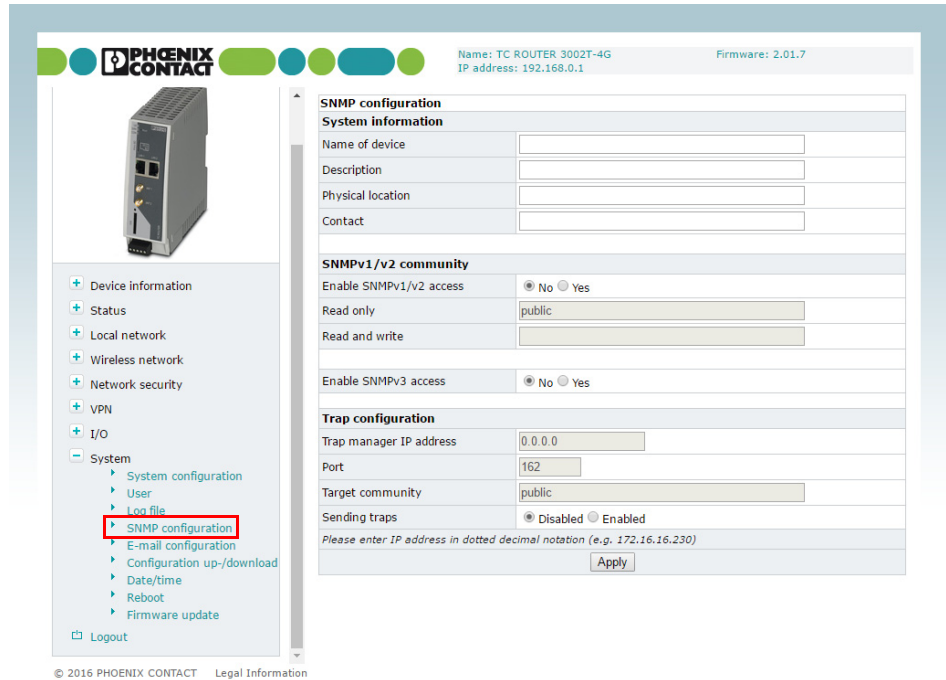 PHŒNIX
CONTACT
Name: TC ROUTER 3002T-4G
Firmware: 2.01.7
IP address: 192.168.0.1
Device information
Status
Local network
Wireless network
Network security
VPN
I/O
System
System configuration
User
Log file
SNMP configuration
E-mail configuration
Configuration up-/download
Date/time
Reboot
Firmware update
Logout
SNMP configuration
System information
Name of device
Description
Physical location
Contact
SNMPv1/v2 community
Enable SNMPv1/v2 access No Yes
Read only public
Read and write
Enable SNMPv3 access No Yes
Trap configuration
Trap manager IP address 0.0.0.0
Port 162
Target community public
Sending traps Disabled Enabled
Please enter IP address in dotted decimal notation (e.g. 172.16.16.230)
Apply
© 2016 PHOENIX CONTACT Legal Information